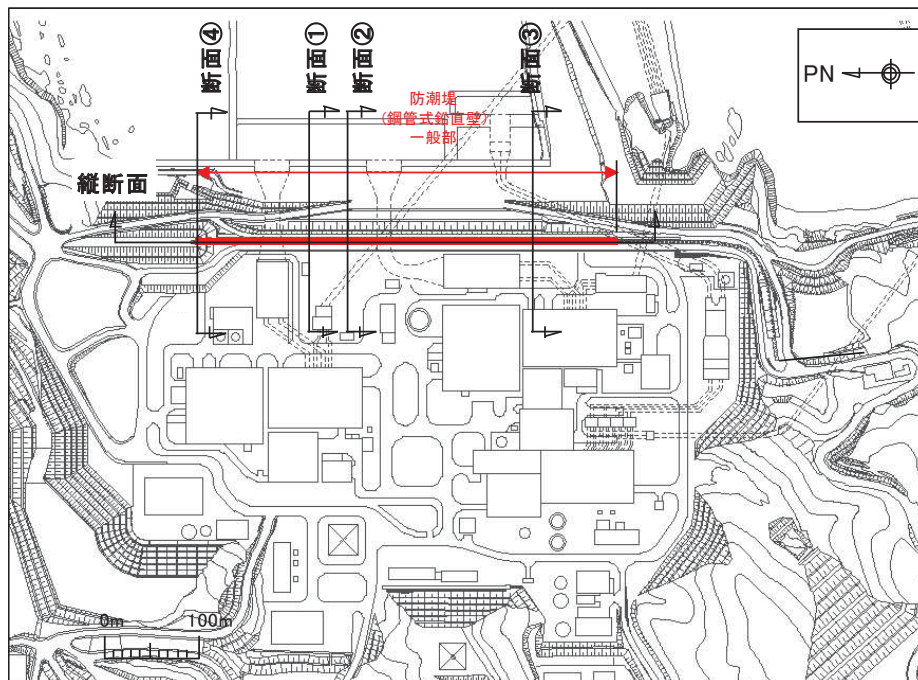 断面④
断面①
断面②
断面③
PN
防潮堤
(鋼管式鉛直壁)
一般部
縦断面
0m
100m